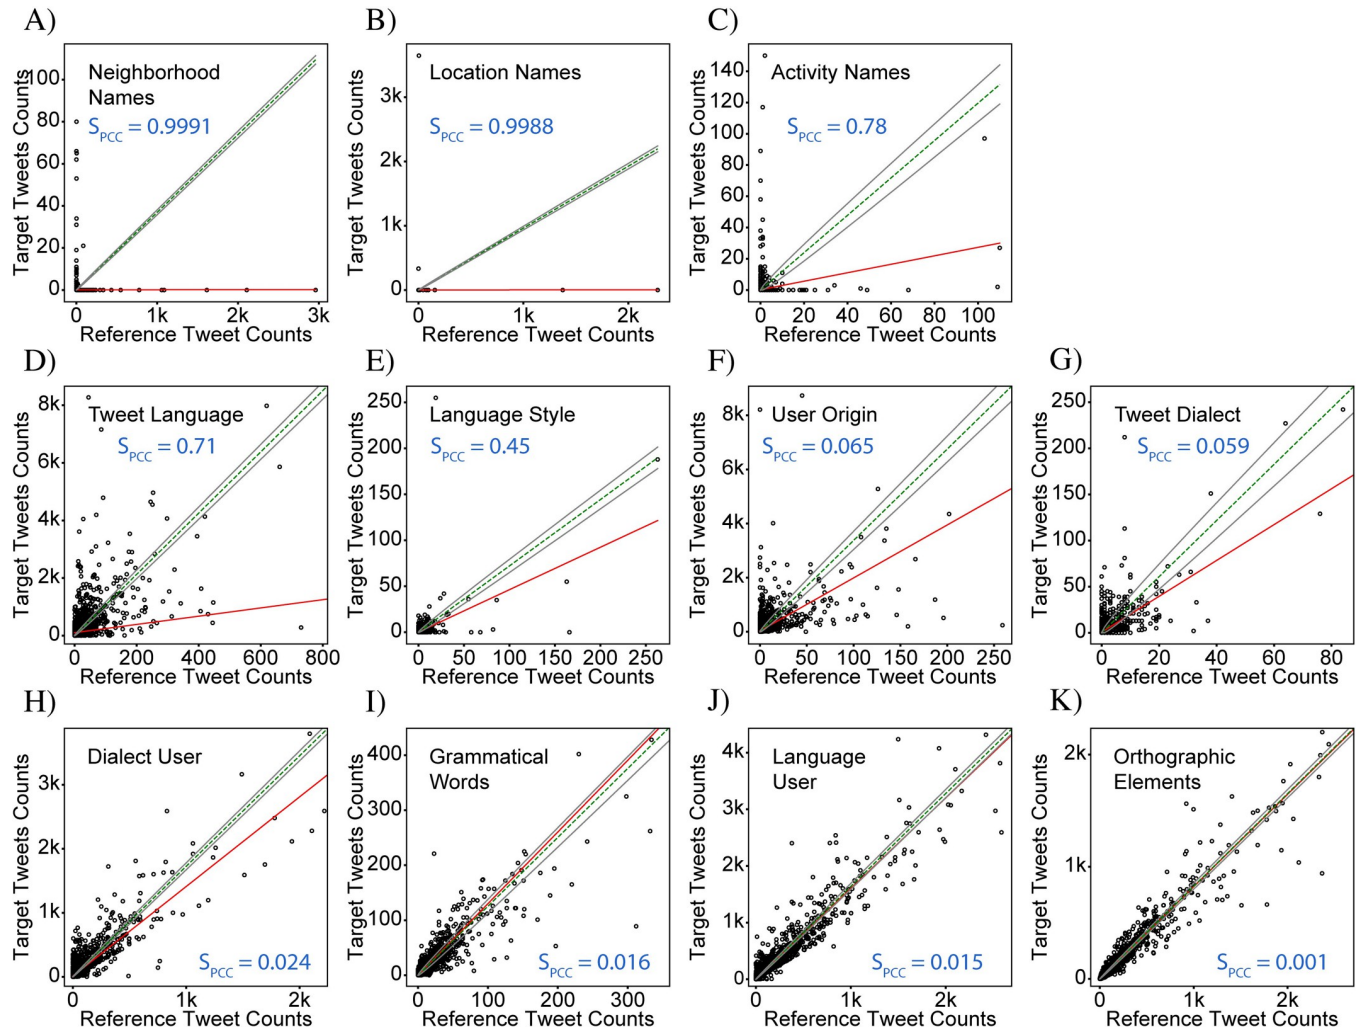 A)
Neighborhood
Names
S_PCC = 0.9991
Target Tweets Counts
100
80
60
40
20
0
0 1k 2k 3k
Reference Tweet Counts
B)
Location Names
S_PCC = 0.9988
Target Tweets Counts
3k
2k
1k
0
0 1k 2k
Reference Tweet Counts
C)
Activity Names
S_PCC = 0.78
Target Tweets Counts
140
120
100
80
60
40
20
0
0 20 40 60 80 100
Reference Tweet Counts
D)
Tweet Language
S_PCC = 0.71
Target Tweets Counts
8k
6k
4k
2k
0
0 200 400 600 800
Reference Tweet Counts
E)
Language Style
S_PCC = 0.45
Target Tweets Counts
250
200
150
100
50
0
0 50 100 150 200 250
Reference Tweet Counts
F)
User Origin
S_PCC = 0.065
Target Tweets Counts
8k
6k
4k
2k
0
0 50 100 150 200 250
Reference Tweet Counts
G)
Tweet Dialect
S_PCC = 0.059
Target Tweets Counts
250
200
150
100
50
0
0 20 40 60 80
Reference Tweet Counts
H)
Dialect User
S_PCC = 0.024
Target Tweets Counts
3k
2k
1k
0
0 1k 2k
Reference Tweet Counts
I)
Grammatical
Words
S_PCC = 0.016
Target Tweets Counts
400
300
200
100
0
0 100 200 300
Reference Tweet Counts
J)
Language
User
S_PCC = 0.015
Target Tweets Counts
4k
3k
2k
1k
0
0 1k 2k
Reference Tweet Counts
K)
Orthographic
Elements
S_PCC = 0.001
Target Tweets Counts
2k
1k
0
0 1k 2k
Reference Tweet Counts